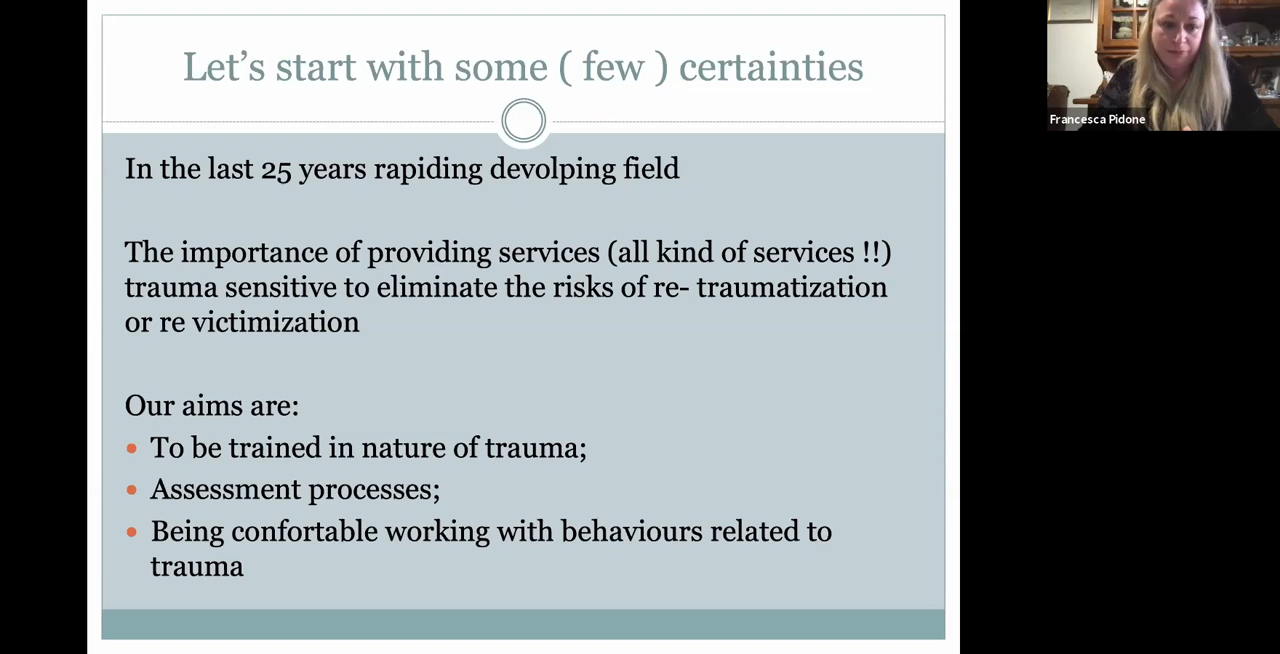 Let's start with some ( few ) certainties
Francesca Pidone
In the last 25 years rapiding devolping field
The importance of providing services (all kind of services !!)
trauma sensitive to eliminate the risks of re- traumatization
or re victimization
Our aims are:
• To be trained in nature of trauma;
• Assessment processes;
• Being confortable working with behaviours related to
trauma